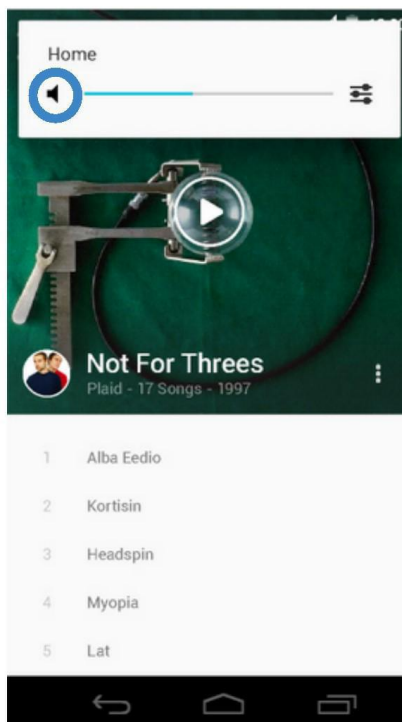 Home
Not For Threes
Plaid - 17 Songs - 1997
1 Alba Eedio
2 Kortisin
3 Headspin
4 Myopia
5 Lat